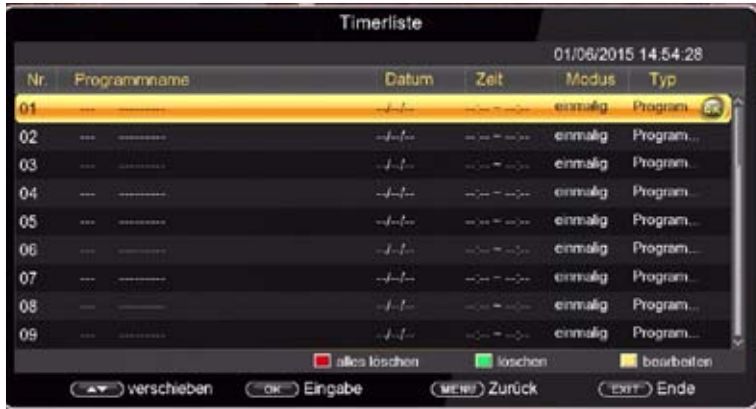 Timerliste
01/06/2015 14:54:28
Nr. Programmname Datum Zeit Modus Typ
01 --- --------- --/--/-- --:-- ~ --:-- einmalig Program... OK
02 --- --------- --/--/-- --:-- ~ --:-- einmalig Program...
03 --- --------- --/--/-- --:-- ~ --:-- einmalig Program...
04 --- --------- --/--/-- --:-- ~ --:-- einmalig Program...
05 --- --------- --/--/-- --:-- ~ --:-- einmalig Program...
06 --- --------- --/--/-- --:-- ~ --:-- einmalig Program...
07 --- --------- --/--/-- --:-- ~ --:-- einmalig Program...
08 --- --------- --/--/-- --:-- ~ --:-- einmalig Program...
09 --- --------- --/--/-- --:-- ~ --:-- einmalig Program...
alles löschen löschen bearbeiten
▲▼ verschieben OK Eingabe MENU Zurück EXIT Ende